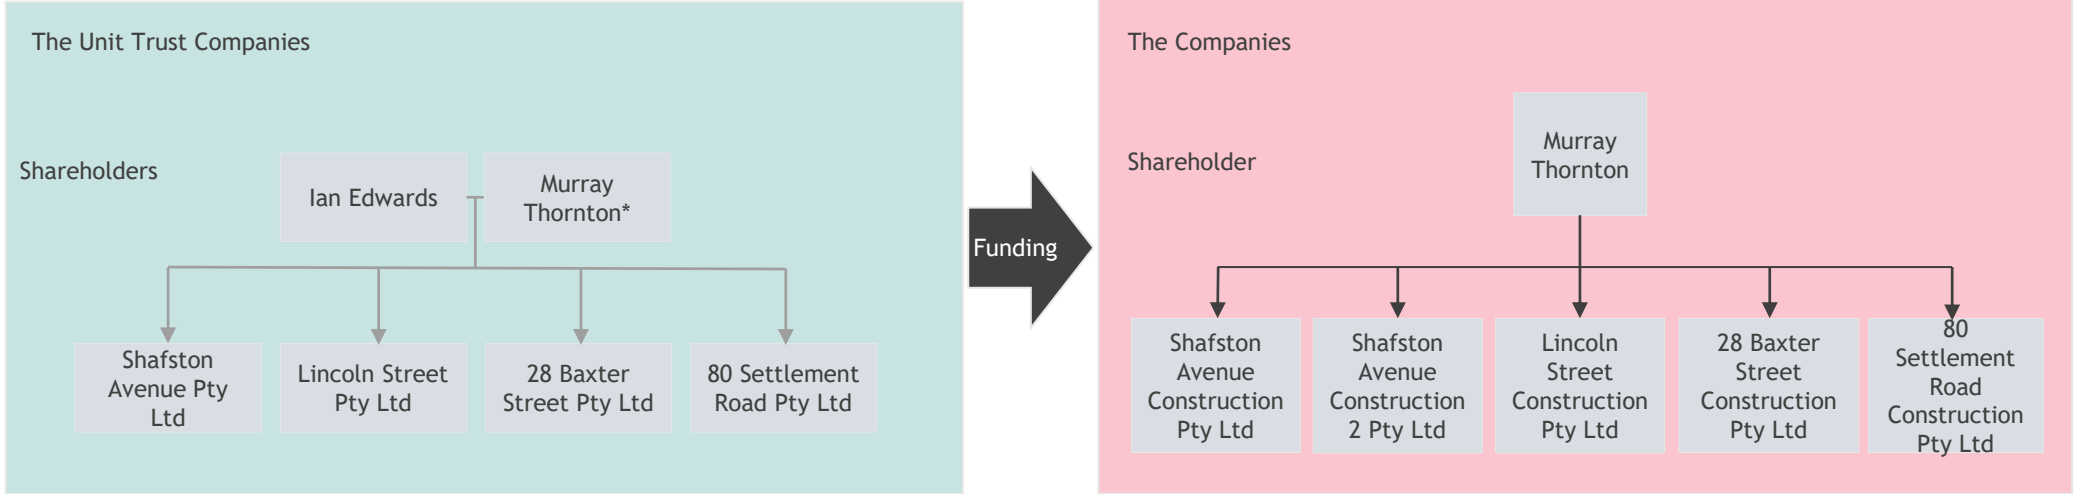 The Unit Trust Companies
Shareholders
Ian Edwards
Murray
Thornton*
Shafston
Avenue Pty
Ltd
Lincoln Street
Pty Ltd
28 Baxter
Street Pty Ltd
80 Settlement
Road Pty Ltd
Funding
The Companies
Shareholder
Murray
Thornton
Shafston
Avenue
Construction
Pty Ltd
Shafston
Avenue
Construction
2 Pty Ltd
Lincoln
Street
Construction
Pty Ltd
28 Baxter
Street
Construction
Pty Ltd
80
Settlement
Road
Construction
Pty Ltd